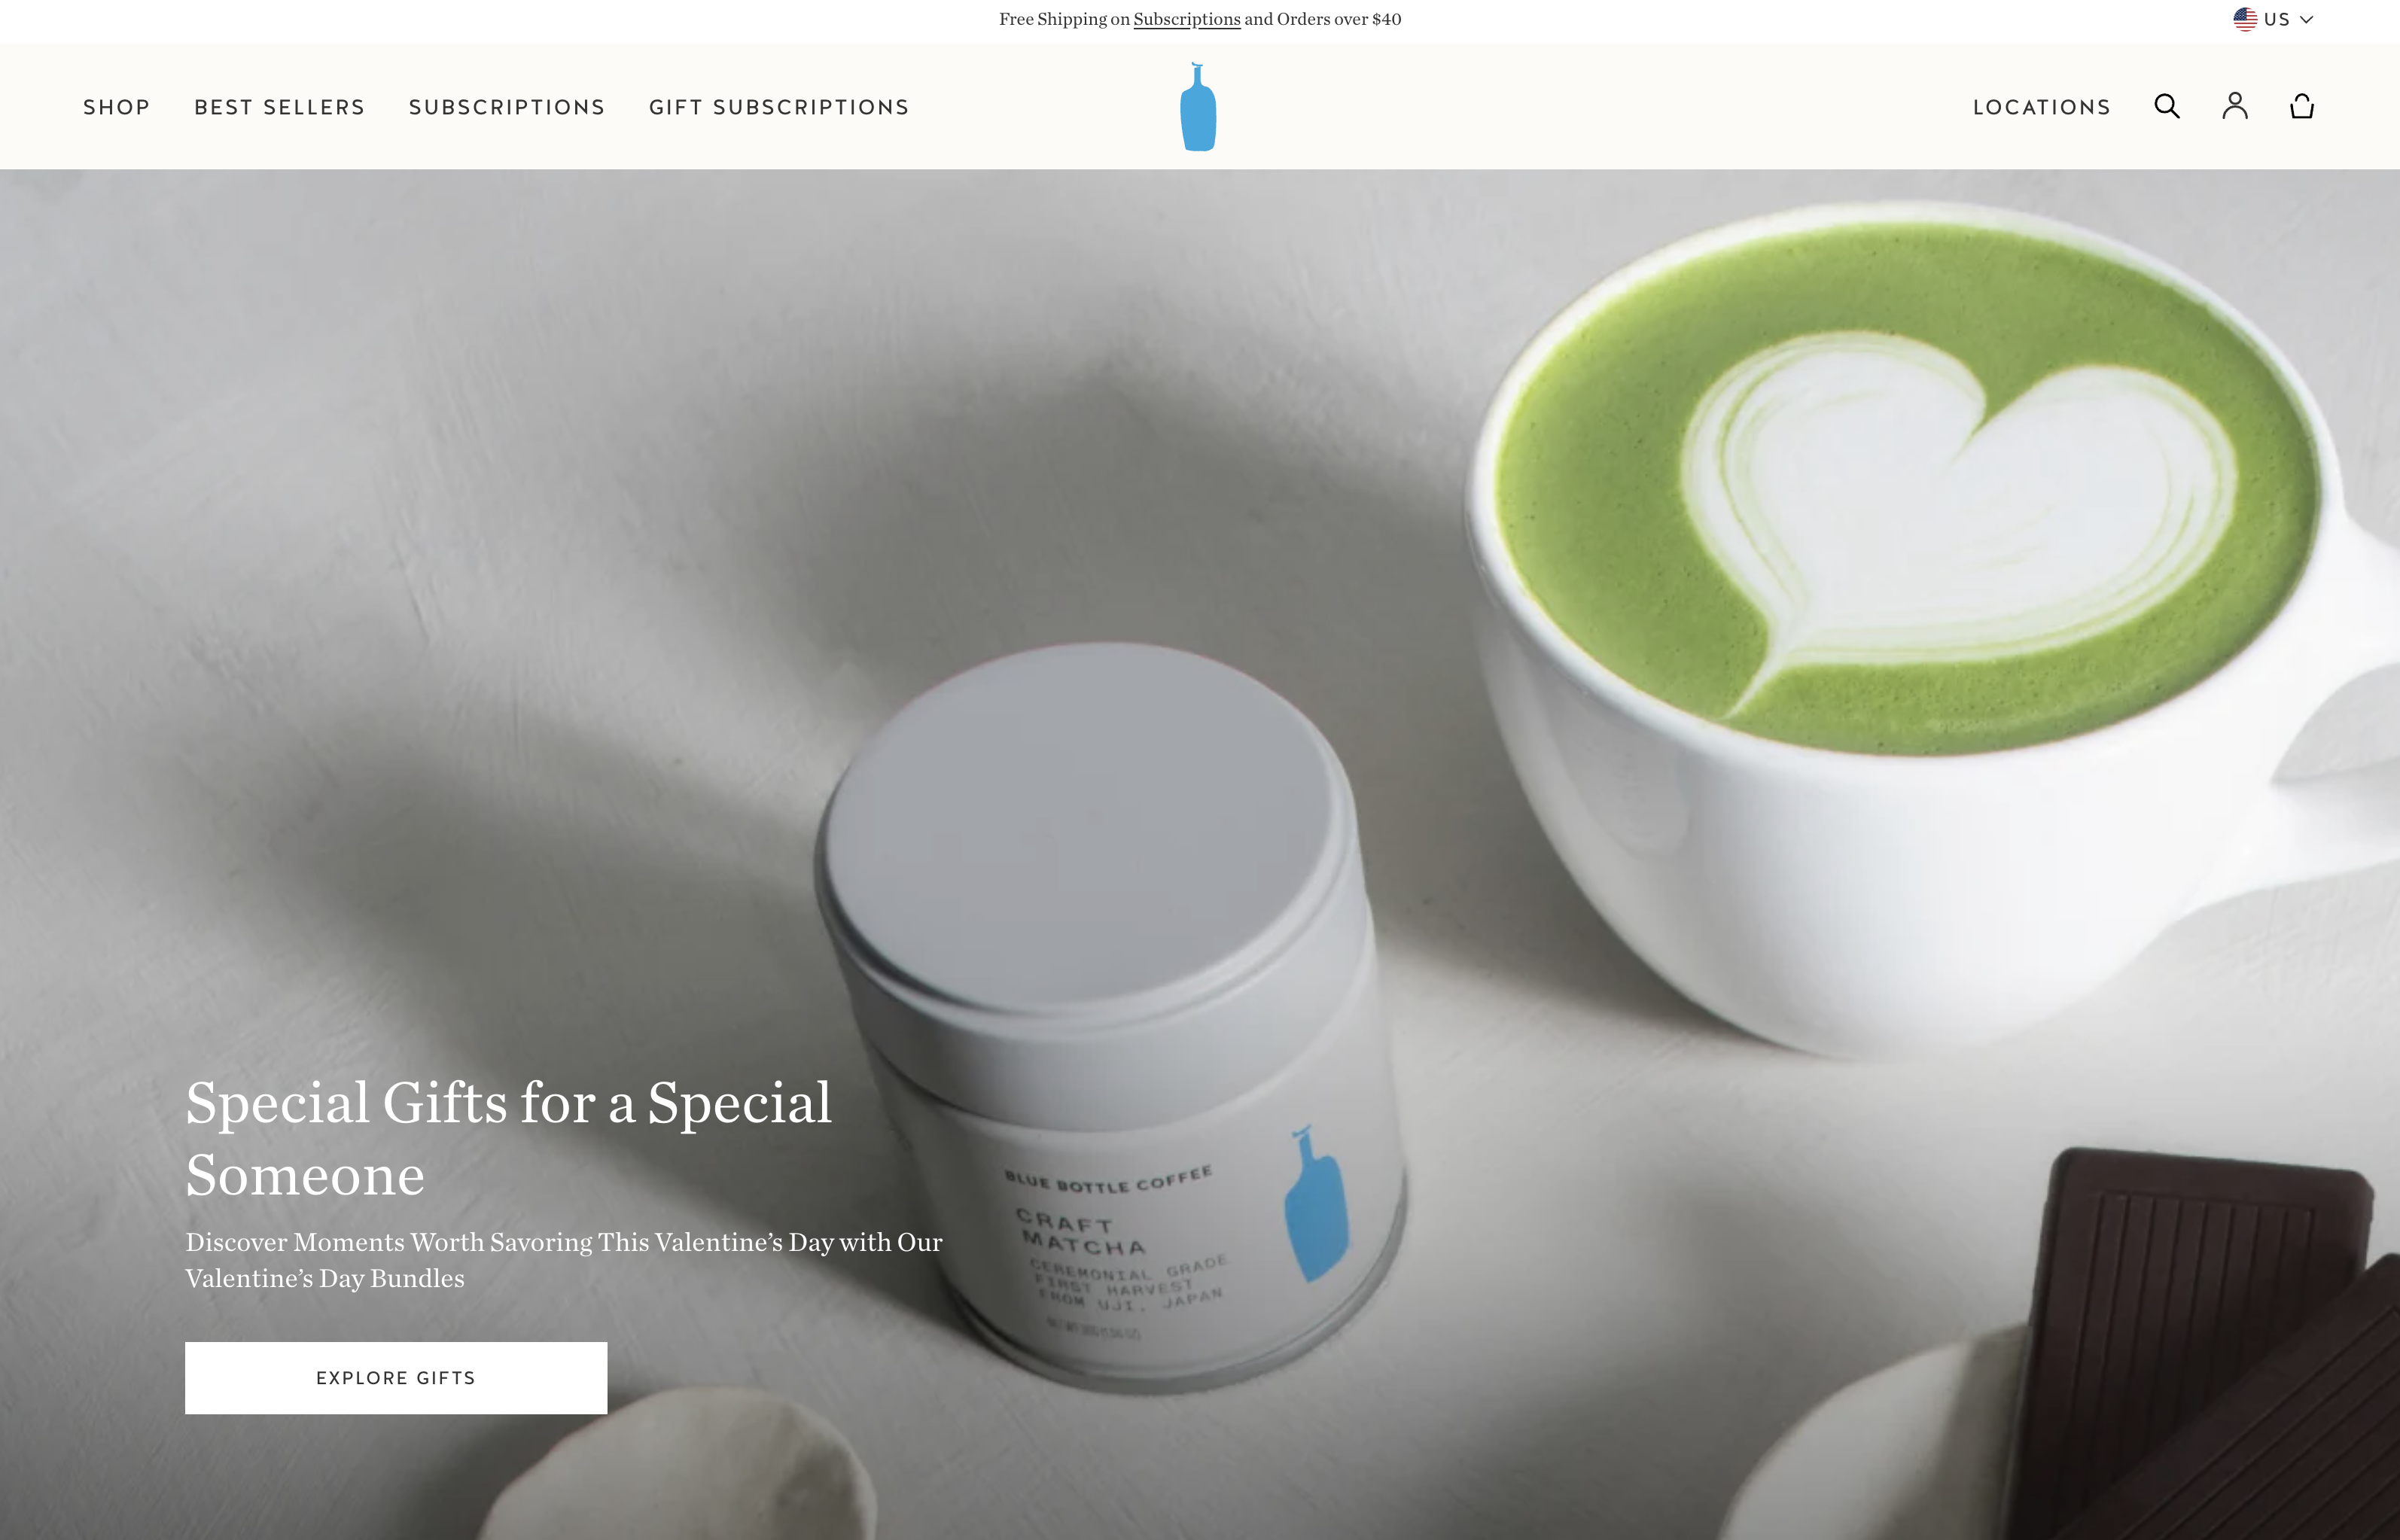 Free Shipping on Subscriptions and Orders over $40
US
SHOP
BEST SELLERS
SUBSCRIPTIONS
GIFT SUBSCRIPTIONS
LOCATIONS
Special Gifts for a Special
Someone
Discover Moments Worth Savoring This Valentine’s Day with Our
Valentine’s Day Bundles
EXPLORE GIFTS
BLUE BOTTLE COFFEE
CRAFT
MATCHA
CEREMONIAL GRADE
FIRST HARVEST
FROM UJI, JAPAN